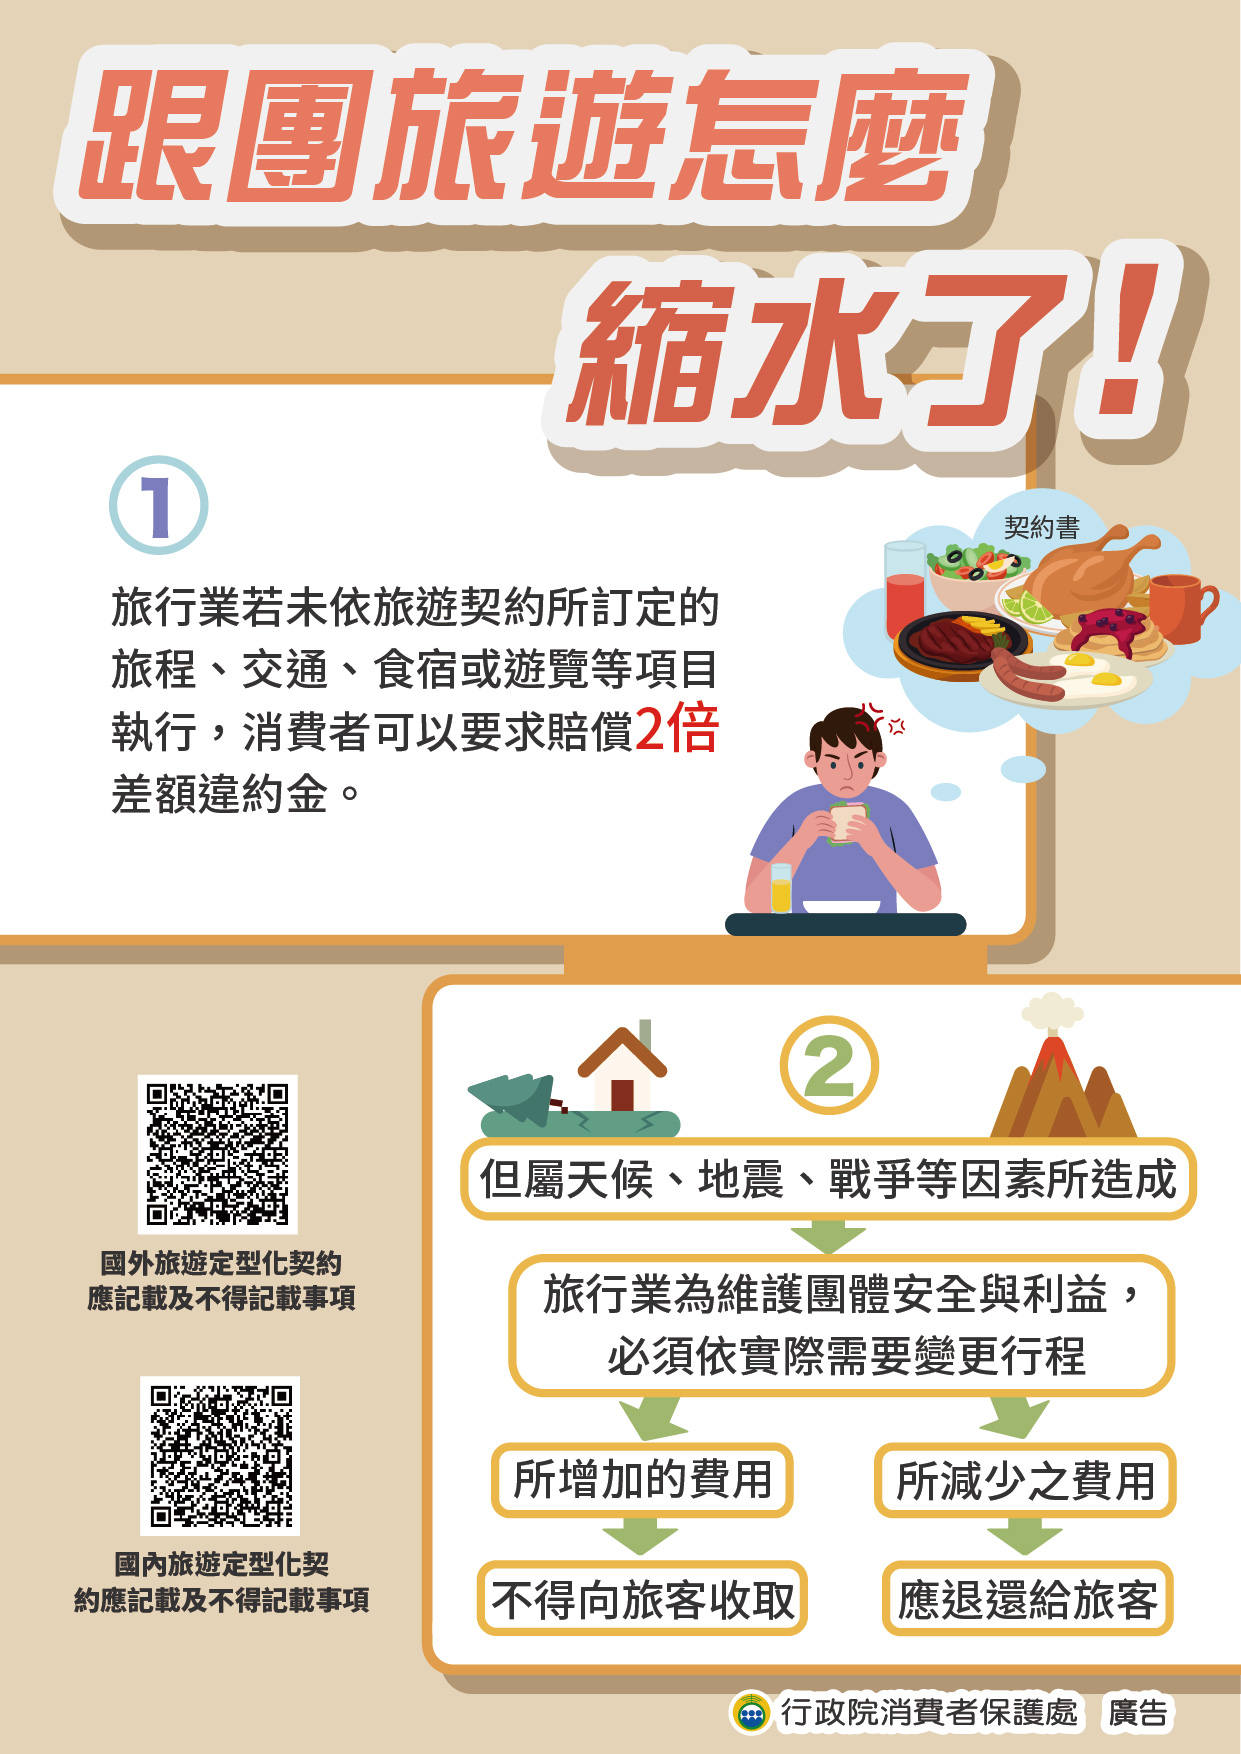 跟團旅遊怎麼
縮水了!
1
契約書
旅行業若未依旅遊契約所訂定的
旅程、交通、食宿或遊覽等項目
執行，消費者可以要求賠償2倍
差額違約金。
2
但屬天候、地震、戰爭等因素所造成
旅行業為維護團體安全與利益，
必須依實際需要變更行程
所增加的費用
所減少之費用
不得向旅客收取
應退還給旅客
國外旅遊定型化契約
應記載及不得記載事項
國內旅遊定型化契
約應記載及不得記載事項
行政院消費者保護處 廣告